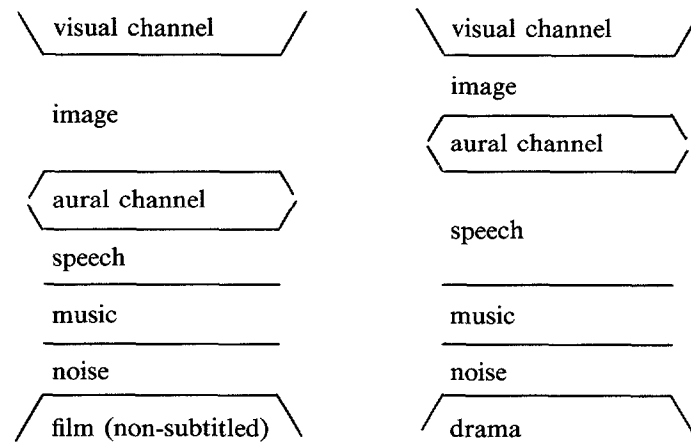 visual channel
image
aural channel
speech
music
noise
film (non-subtitled)
visual channel
image
aural channel
speech
music
noise
drama